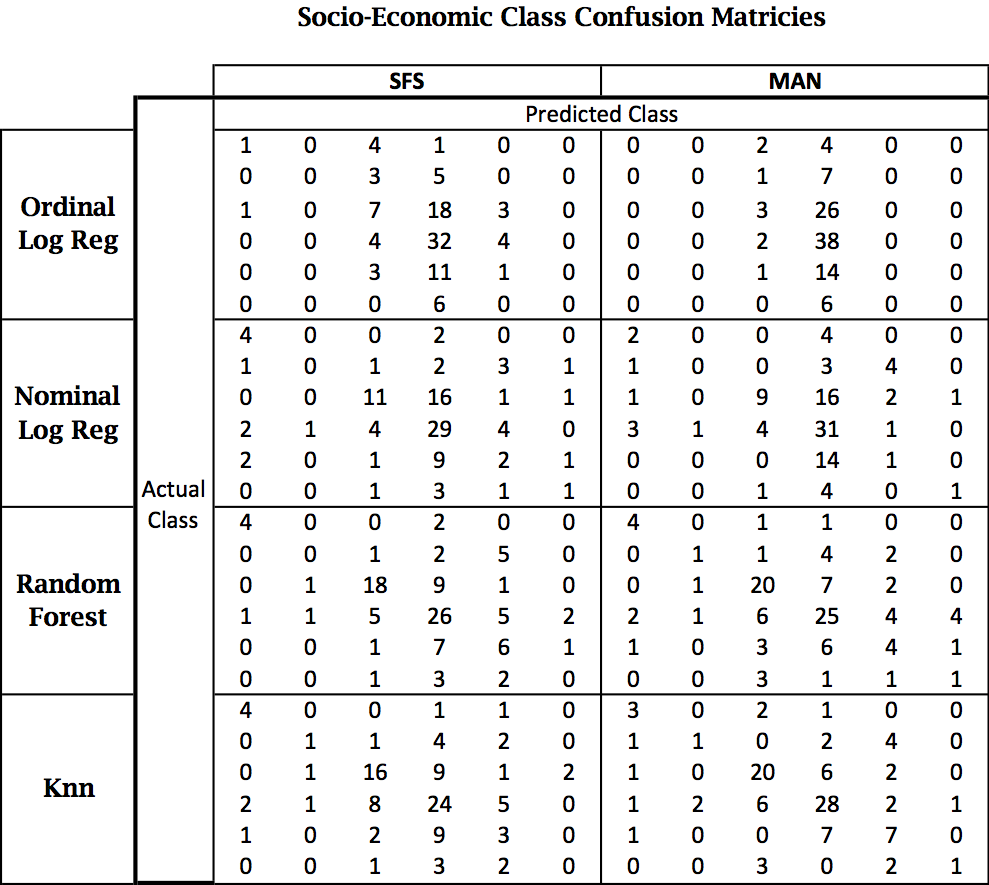 Socio-Economic Class Confusion Matricies
SFS MAN
Predicted Class
Ordinal Log Reg
1 0 4 1 0 0 0 0 2 4 0 0
0 0 3 5 0 0 0 0 1 7 0 0
1 0 7 18 3 0 0 0 3 26 0 0
0 0 4 32 4 0 0 0 2 38 0 0
0 0 3 11 1 0 0 0 1 14 0 0
0 0 0 6 0 0 0 0 0 6 0 0
Nominal Log Reg
4 0 0 2 0 0 2 0 0 4 0 0
1 0 1 2 3 1 1 0 0 3 4 0
0 0 11 16 1 1 1 0 9 16 2 1
2 1 4 29 4 0 3 1 4 31 1 0
2 0 1 9 2 1 0 0 0 14 1 0
0 0 1 3 1 1 0 0 1 4 0 1
Actual Class
Random Forest
4 0 0 2 0 0 4 0 1 1 0 0
0 0 1 2 5 0 0 1 1 4 2 0
0 1 18 9 1 0 0 1 20 7 2 0
1 1 5 26 5 2 2 1 6 25 4 4
0 0 1 7 6 1 1 0 3 6 4 1
0 0 1 3 2 0 0 0 3 1 1 1
Knn
4 0 0 1 1 0 3 0 2 1 0 0
0 1 1 4 2 0 1 1 0 2 4 0
0 1 16 9 1 2 1 0 20 6 2 0
2 1 8 24 5 0 1 2 6 28 2 1
1 0 2 9 3 0 1 0 0 7 7 0
0 0 1 3 2 0 0 0 3 0 2 1